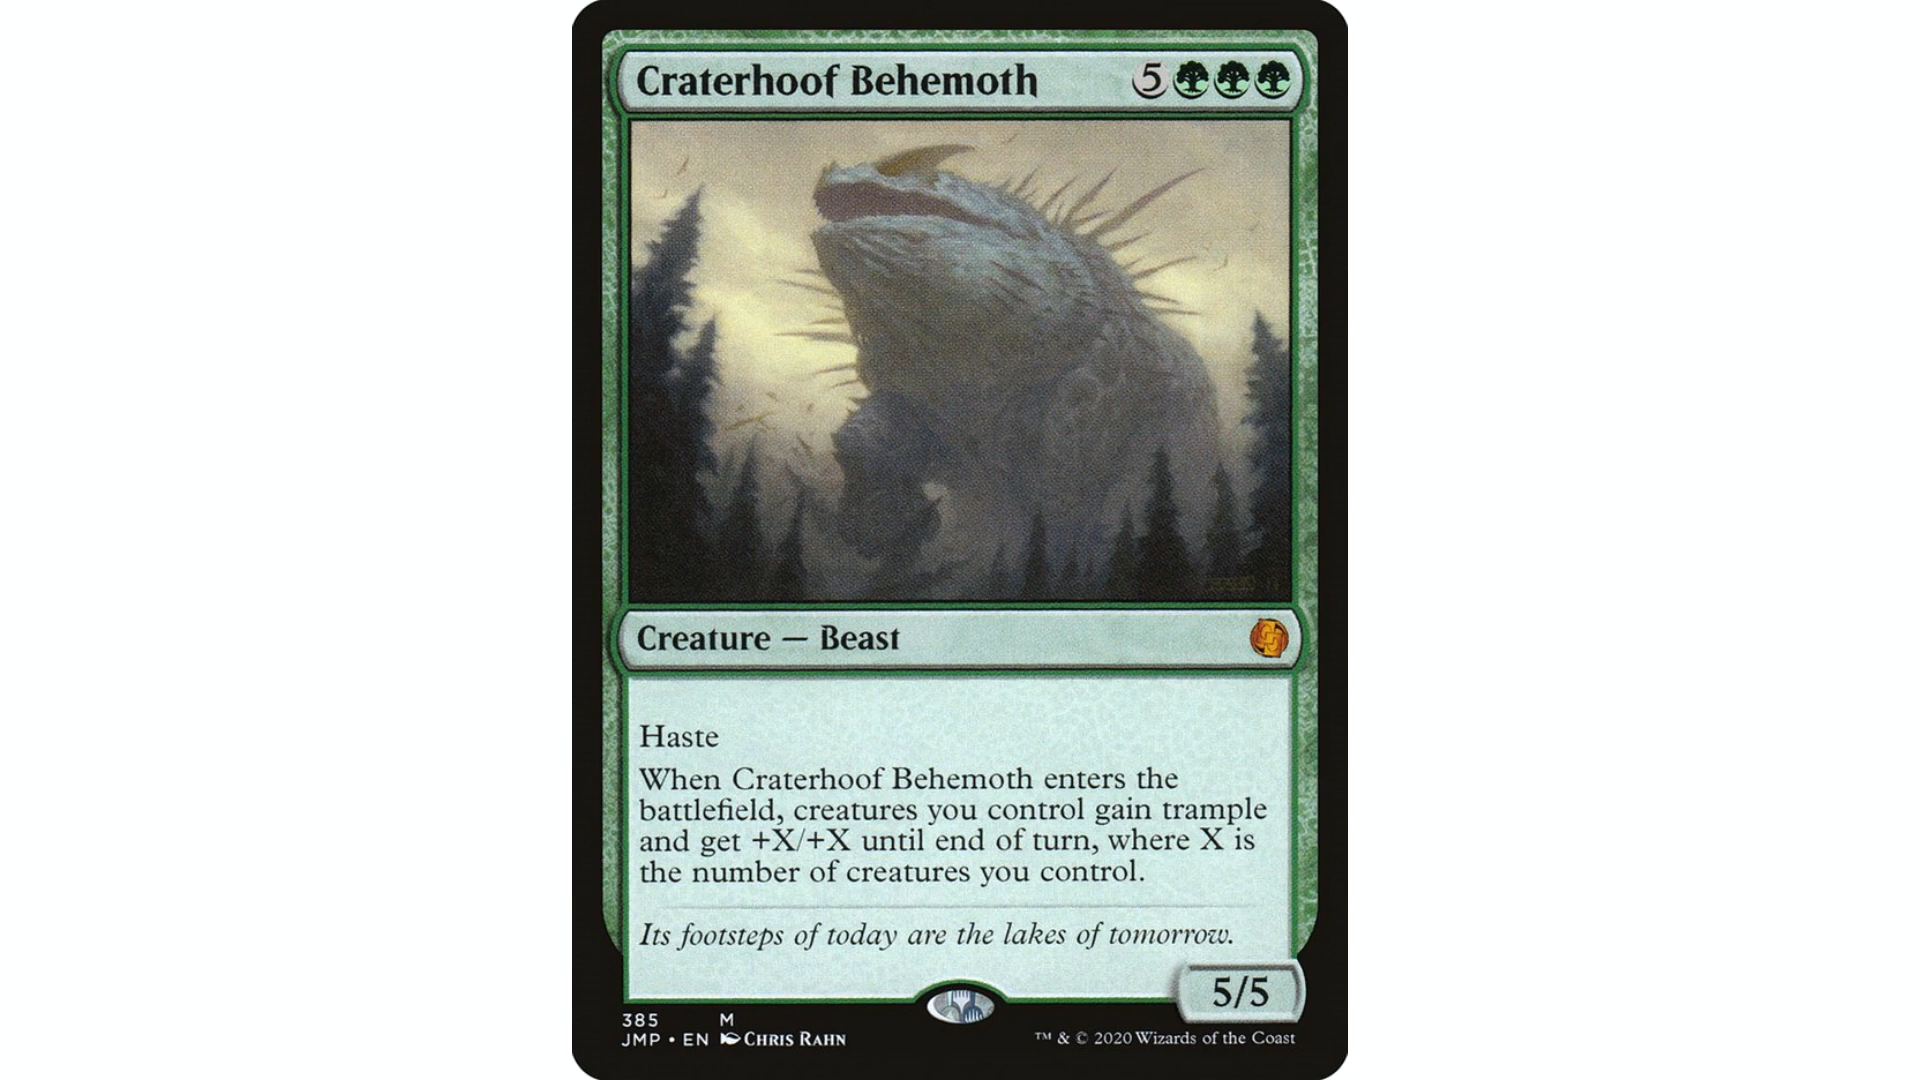 Craterhoof Behemoth 5
Creature — Beast
Haste
When Craterhoof Behemoth enters the
battlefield, creatures you control gain trample
and get +X/+X until end of turn, where X is
the number of creatures you control.
Its footsteps of today are the lakes of tomorrow.
5/5
385 M
JMP • EN Chris Rahn
™ & © 2020 Wizards of the Coast